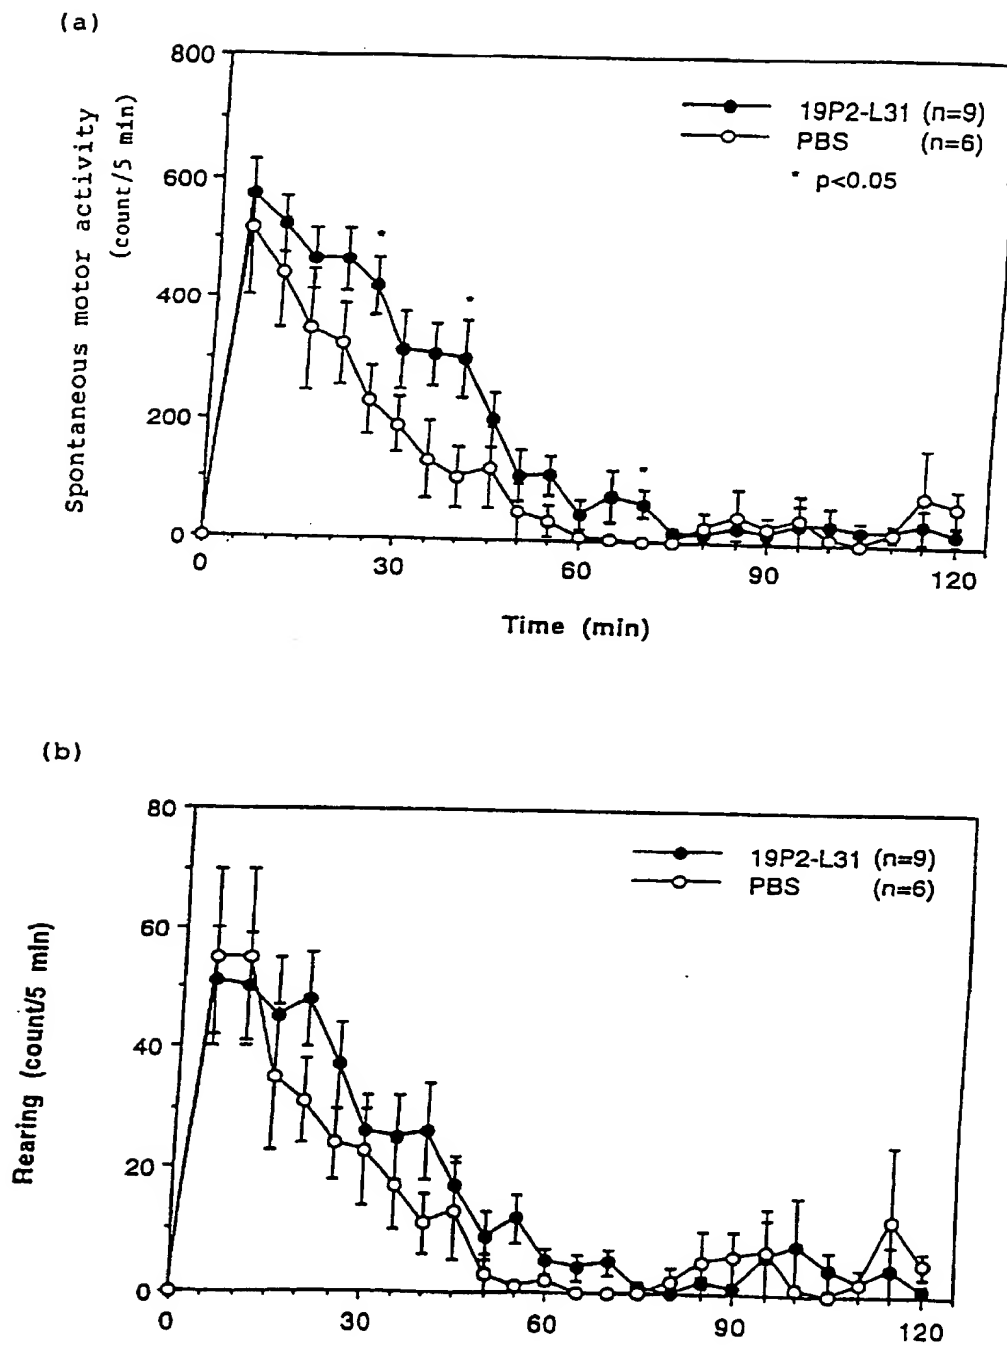 (a)
800
600
400
200
0
Spontaneous motor activity
(count/5 min)
19P2-L31 (n=9)
PBS (n=6)
* p<0.05
*
*
*
0 30 60 90 120
Time (min)
(b)
80
60
40
20
0
Rearing (count/5 min)
19P2-L31 (n=9)
PBS (n=6)
0 30 60 90 120